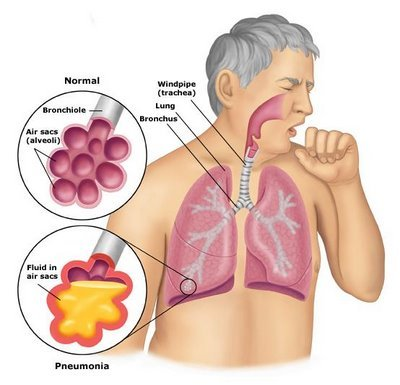 Normal
Bronchiole
Air sacs
(alveoli)
Windpipe
(trachea)
Lung
Bronchus
Fluid in
air sacs
Pneumonia